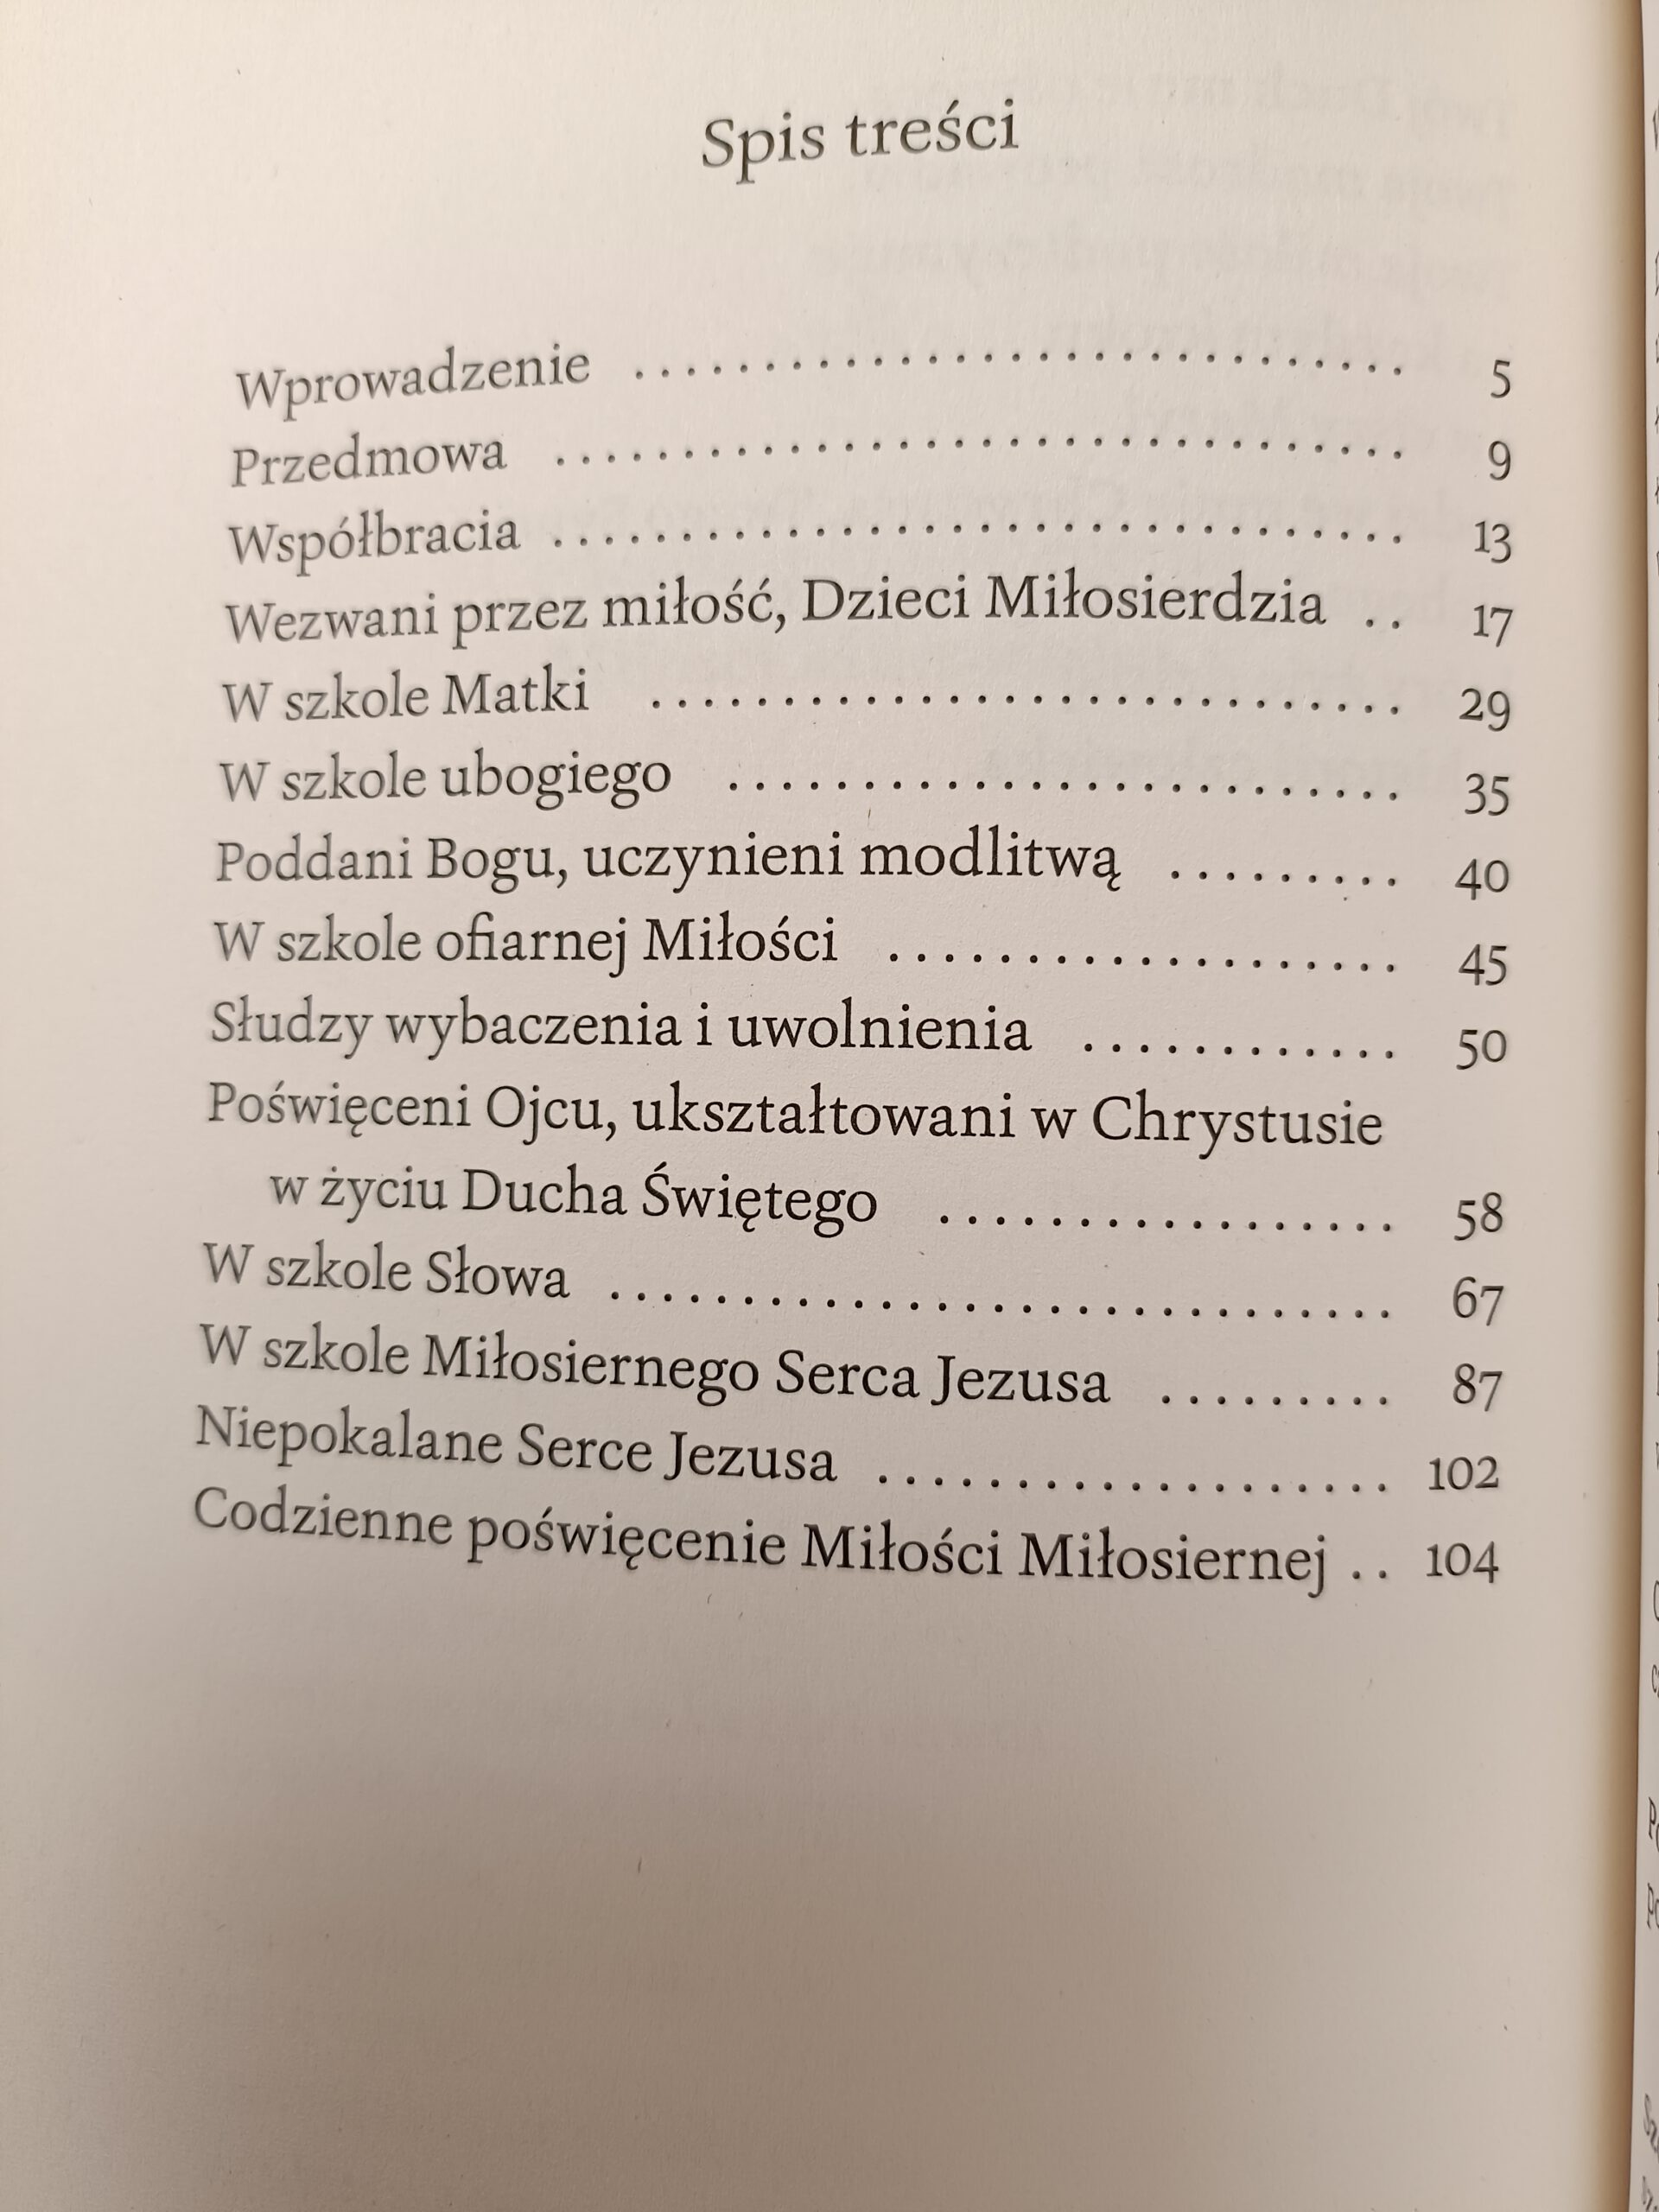 Spis treści
Wprowadzenie .............................. 5
Przedmowa ................................. 9
Współbracia ................................ 13
Wezwani przez miłość, Dzieci Miłosierdzia .. 17
W szkole Matki ............................. 29
W szkole ubogiego ......................... 35
Poddani Bogu, uczynieni modlitwą ......... 40
W szkole ofiarnej Miłości ................... 45
Słudzy wybaczenia i uwolnienia ............ 50
Poświęceni Ojcu, ukształtowani w Chrystusie
w życiu Ducha Świętego ................. 58
W szkole Słowa ............................. 67
W szkole Miłosiernego Serca Jezusa ......... 87
Niepokalane Serce Jezusa ................... 102
Codzienne poświęcenie Miłości Miłosiernej .. 104